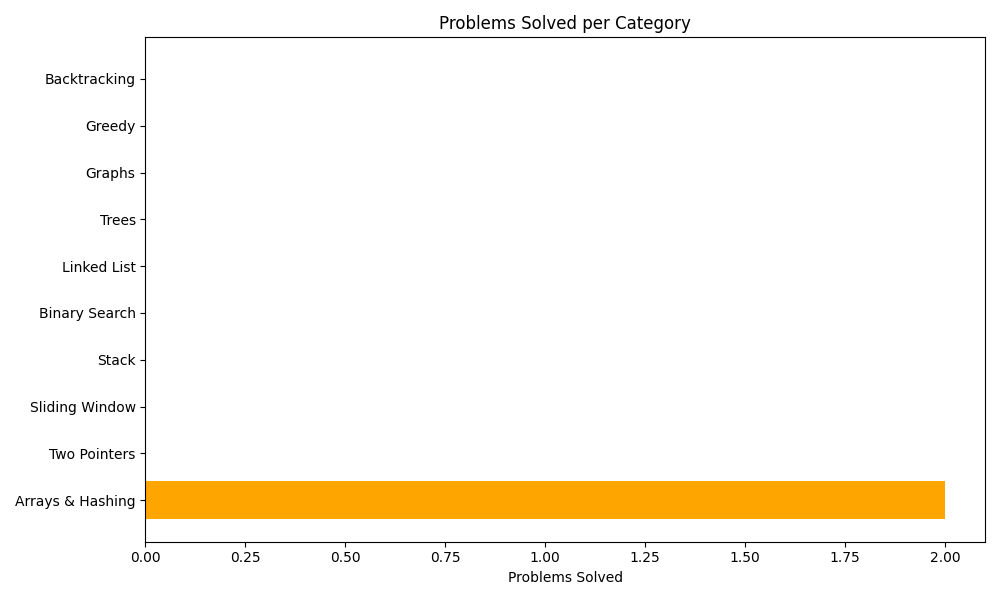 Problems Solved per Category
Backtracking
Greedy
Graphs
Trees
Linked List
Binary Search
Stack
Sliding Window
Two Pointers
Arrays & Hashing
0.00 0.25 0.50 0.75 1.00 1.25 1.50 1.75 2.00
Problems Solved